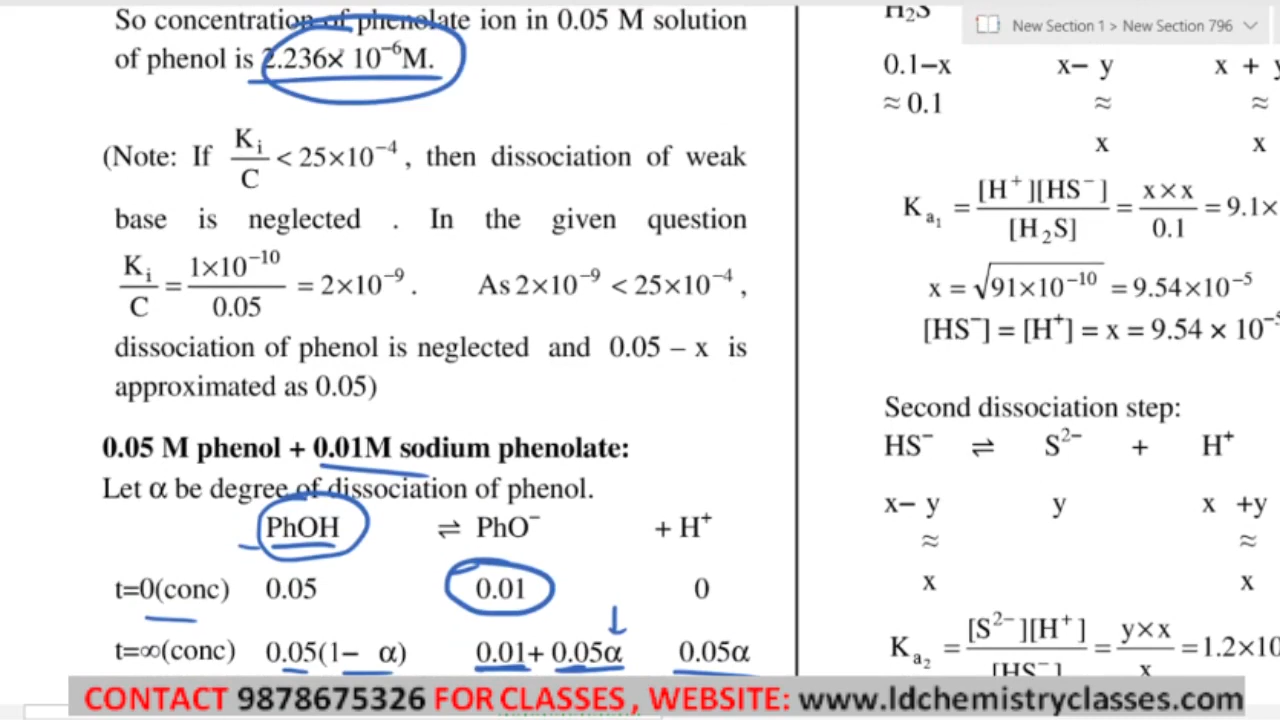 So concentration of phenolate ion in 0.05 M solution
of phenol is 2.236× 10⁻⁶M.
(Note: If K_i/C < 25×10⁻⁴ , then dissociation of weak
base is neglected . In the given question
K_i/C = 1×10⁻¹⁰/0.05 = 2×10⁻⁹ . As 2×10⁻⁹ < 25×10⁻⁴ ,
dissociation of phenol is neglected and 0.05 – x is
approximated as 0.05)
0.05 M phenol + 0.01M sodium phenolate:
Let α be degree of dissociation of phenol.
PhOH ⇌ PhO⁻ + H⁺
t=0(conc) 0.05 0.01 0
t=∞(conc) 0.05(1– α) 0.01+ 0.05α 0.05α
H₂S
New Section 1 > New Section 796
0.1–x x– y x + y
≈ 0.1 ≈ ≈
x x
K_a₁ = [H⁺][HS⁻]/[H₂S] = x×x/0.1 = 9.1×
x = √91×10⁻¹⁰ = 9.54×10⁻⁵
[HS⁻] = [H⁺] = x = 9.54 × 10⁻⁵
Second dissociation step:
HS⁻ ⇌ S²⁻ + H⁺
x– y y x +y
≈ ≈
x x
K_a₂ = [S²⁻][H⁺]/[HS⁻] = y×x/x = 1.2×10
CONTACT 9878675326 FOR CLASSES , WEBSITE: www.ldchemistryclasses.com